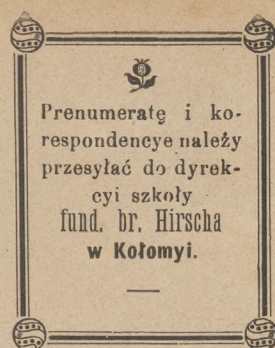 Prenumeratę i ko-
respondencye należy
przesyłać do dyrek-
cyi szkoły
fund. br. Hirscha
w Kołomyi.